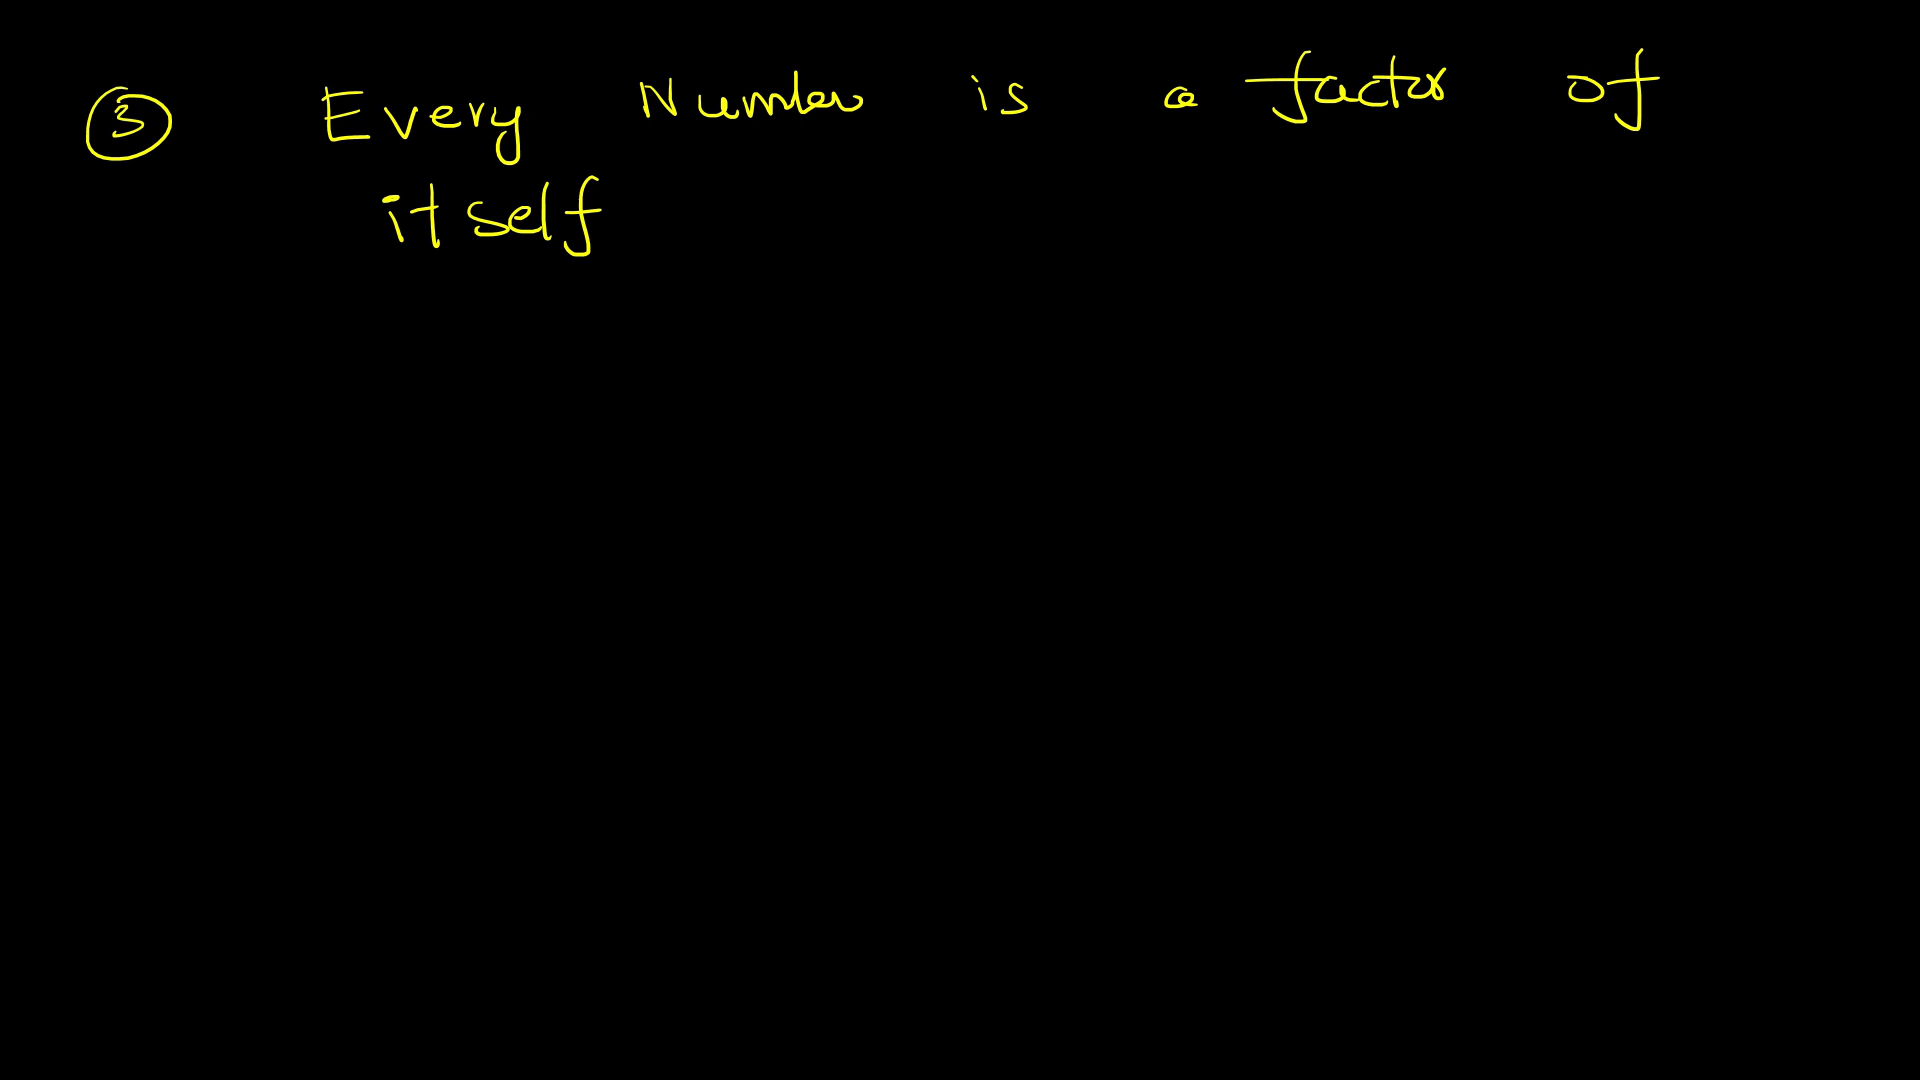 ③ Every Number is a factor of
itself